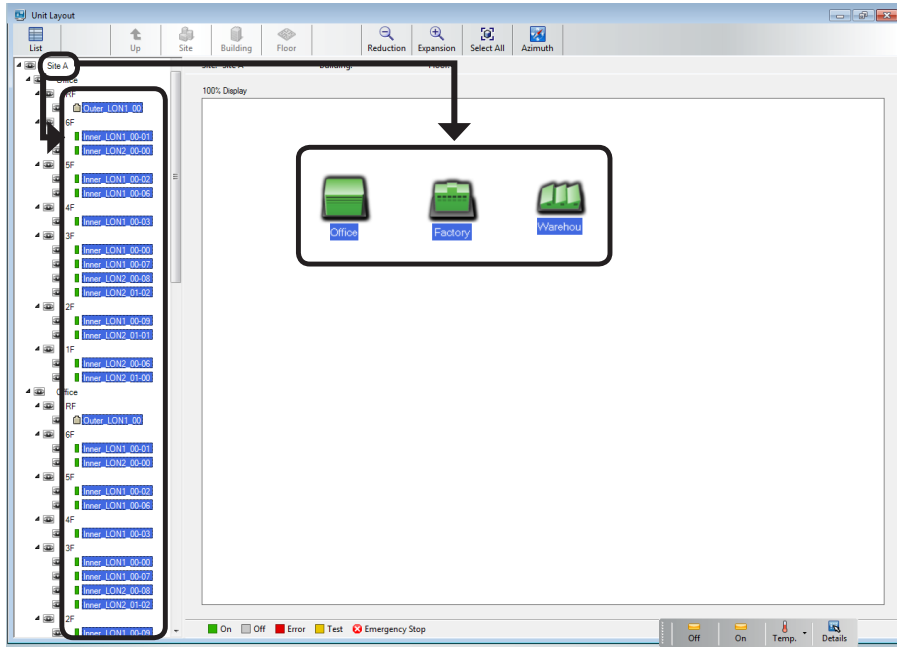 Unit Layout
List Up Site Building Floor Reduction Expansion Select All Azimuth
Site A
Office
RF
Outer_LON1_00
6F
Inner_LON1_00-01
Inner_LON2_00-00
5F
Inner_LON1_00-02
Inner_LON1_00-06
4F
Inner_LON1_00-03
3F
Inner_LON1_00-00
Inner_LON1_00-07
Inner_LON2_00-08
Inner_LON2_01-02
2F
Inner_LON1_00-09
Inner_LON2_01-01
1F
Inner_LON2_00-06
Inner_LON2_01-00
Office
RF
Outer_LON1_00
6F
Inner_LON1_00-01
Inner_LON2_00-00
5F
Inner_LON1_00-02
Inner_LON1_00-06
4F
Inner_LON1_00-03
3F
Inner_LON1_00-00
Inner_LON1_00-07
Inner_LON2_00-08
Inner_LON2_01-02
2F
Inner_LON1_00-09
100% Display
Office Factory Warehou
On Off Error Test Emergency Stop
Off On Temp. Details